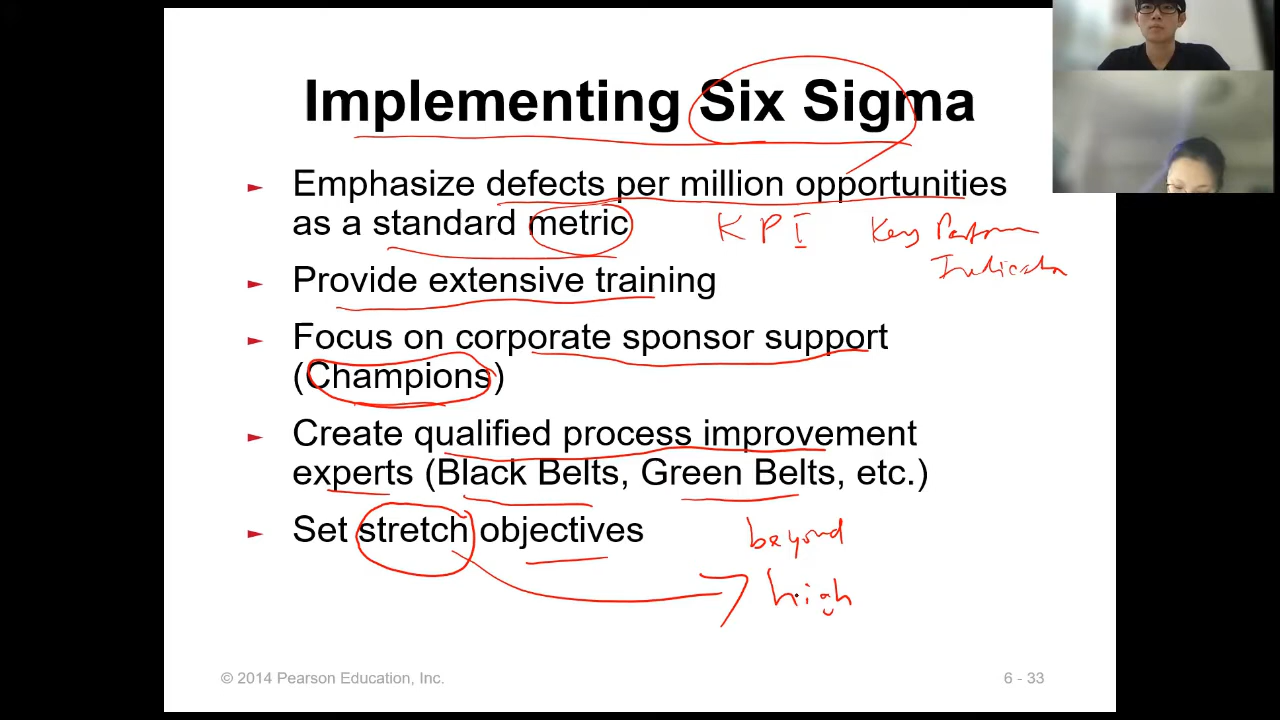 Implementing Six Sigma
► Emphasize defects per million opportunities
as a standard metric
KPI Key Perform
Indicator
► Provide extensive training
► Focus on corporate sponsor support
(Champions)
► Create qualified process improvement
experts (Black Belts, Green Belts, etc.)
► Set stretch objectives
beyond
high
© 2014 Pearson Education, Inc.
6 - 33